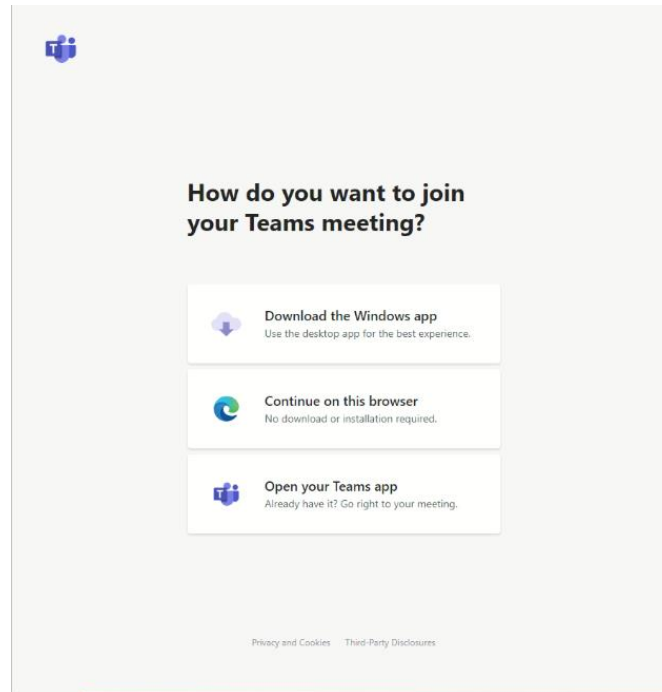 How do you want to join
your Teams meeting?
Download the Windows app
Use the desktop app for the best experience.
Continue on this browser
No download or installation required.
Open your Teams app
Already have it? Go right to your meeting.
Privacy and Cookies Third-Party Disclosures